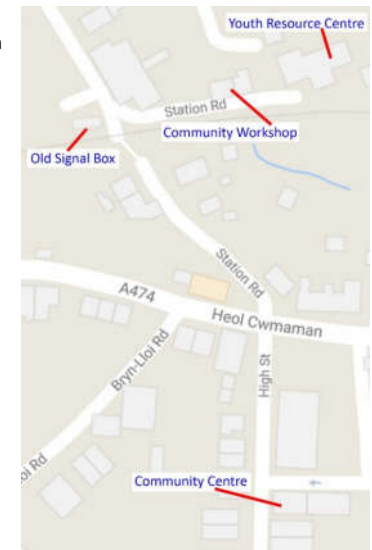 Youth Resource Centre
Station Rd
Community Workshop
Old Signal Box
Station Rd
A474
Heol Cwmaman
Bryn-Lloi Rd
High St
oi Rd
Community Centre